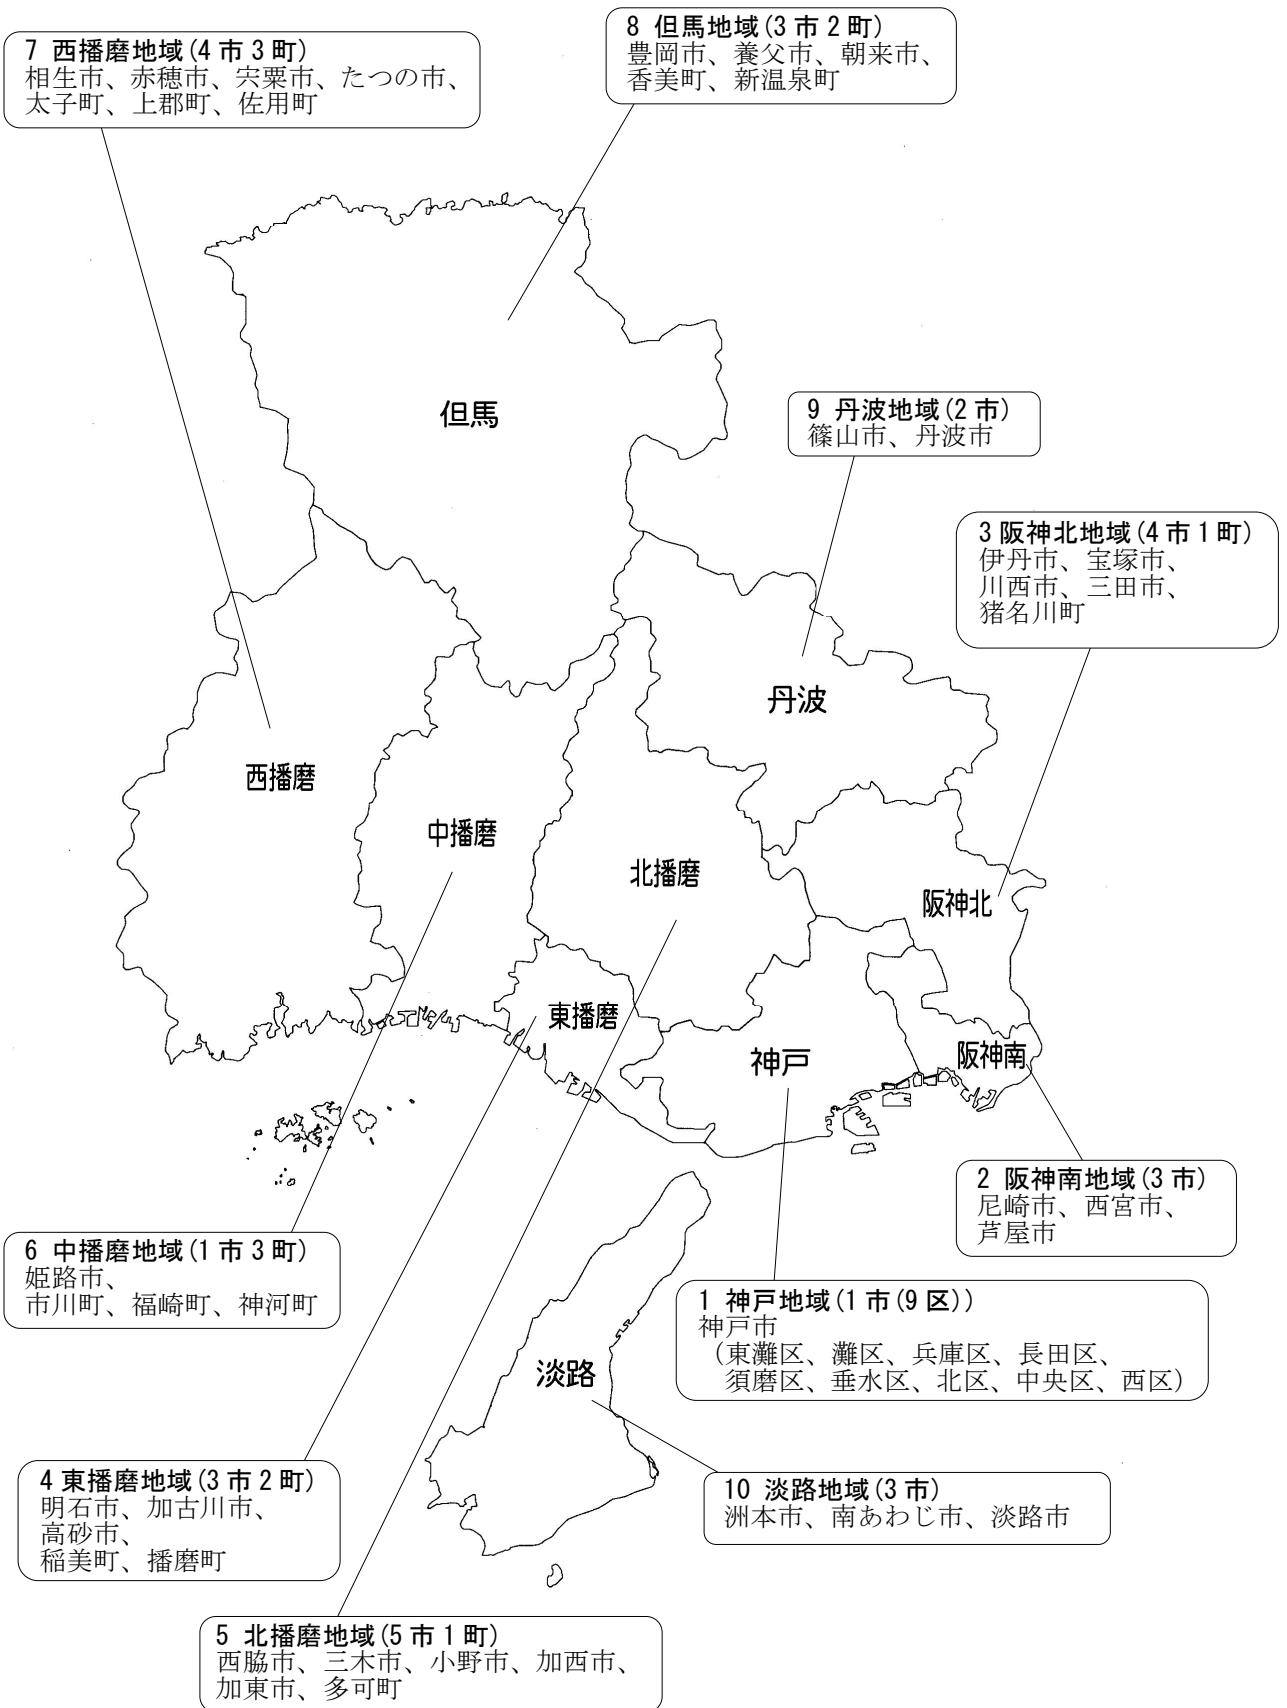 7 西播磨地域(4市3町)
相生市、赤穂市、宍粟市、たつの市、
太子町、上郡町、佐用町
8 但馬地域(3市2町)
豊岡市、養父市、朝来市、
香美町、新温泉町
但馬
9 丹波地域(2市)
篠山市、丹波市
3 阪神北地域(4市1町)
伊丹市、宝塚市、
川西市、三田市、
猪名川町
丹波
西播磨
中播磨
北播磨
阪神北
東播磨
神戸
阪神南
2 阪神南地域(3市)
尼崎市、西宮市、
芦屋市
6 中播磨地域(1市3町)
姫路市、
市川町、福崎町、神河町
1 神戸地域(1市(9区))
神戸市
(東灘区、灘区、兵庫区、長田区、
須磨区、垂水区、北区、中央区、西区)
淡路
4 東播磨地域(3市2町)
明石市、加古川市、
高砂市、
稲美町、播磨町
10 淡路地域(3市)
洲本市、南あわじ市、淡路市
5 北播磨地域(5市1町)
西脇市、三木市、小野市、加西市、
加東市、多可町